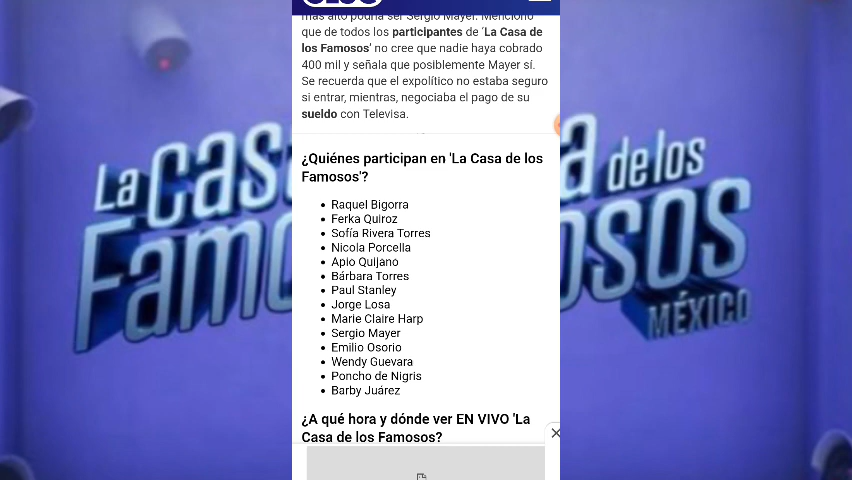 más alto podría ser Sergio Mayer. Mencionó
que de todos los participantes de 'La Casa de
los Famosos' no cree que nadie haya cobrado
400 mil y señala que posiblemente Mayer sí.
Se recuerda que el expolítico no estaba seguro
si entrar, mientras, negociaba el pago de su
sueldo con Televisa.
¿Quiénes participan en 'La Casa de los
Famosos'?
Raquel Bigorra
Ferka Quiroz
Sofía Rivera Torres
Nicola Porcella
Apio Quijano
Bárbara Torres
Paul Stanley
Jorge Losa
Marie Claire Harp
Sergio Mayer
Emilio Osorio
Wendy Guevara
Poncho de Nigris
Barby Juárez
¿A qué hora y dónde ver EN VIVO 'La
Casa de los Famosos?
La Casa
Famo
a de los
osos
MÉXICO